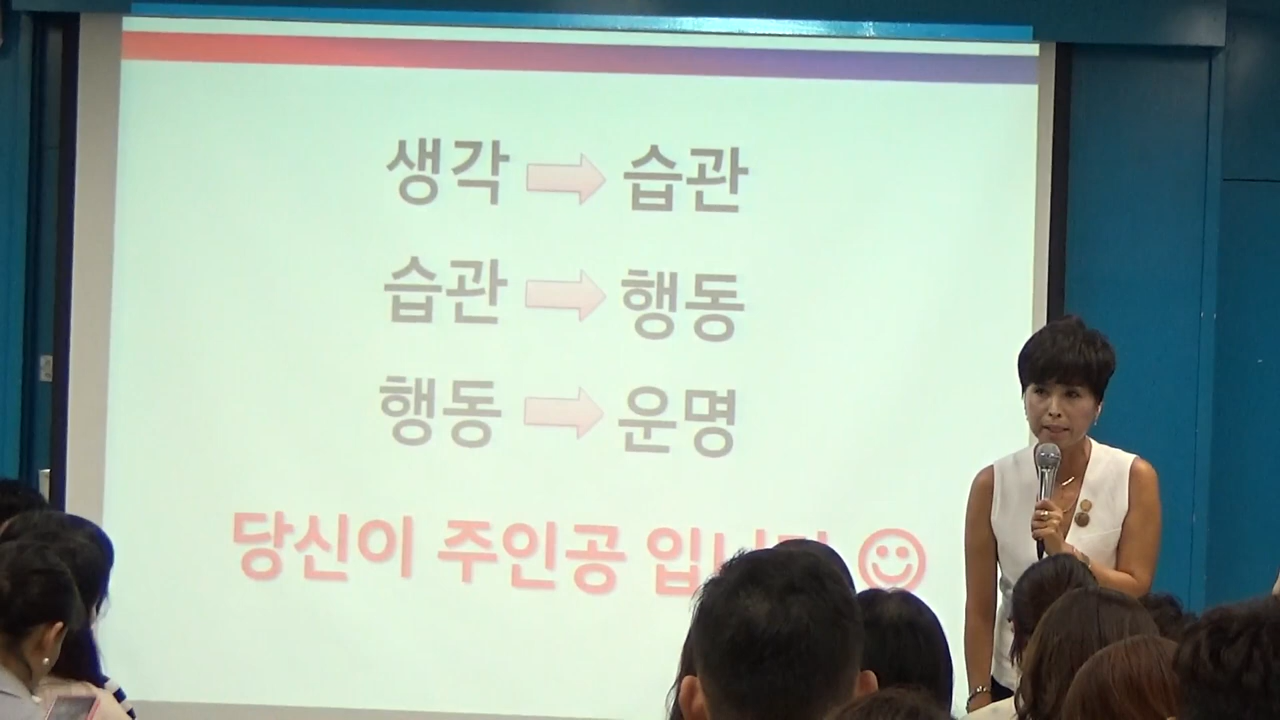 생각 습관
습관 행동
행동 운명
당신이 주인공